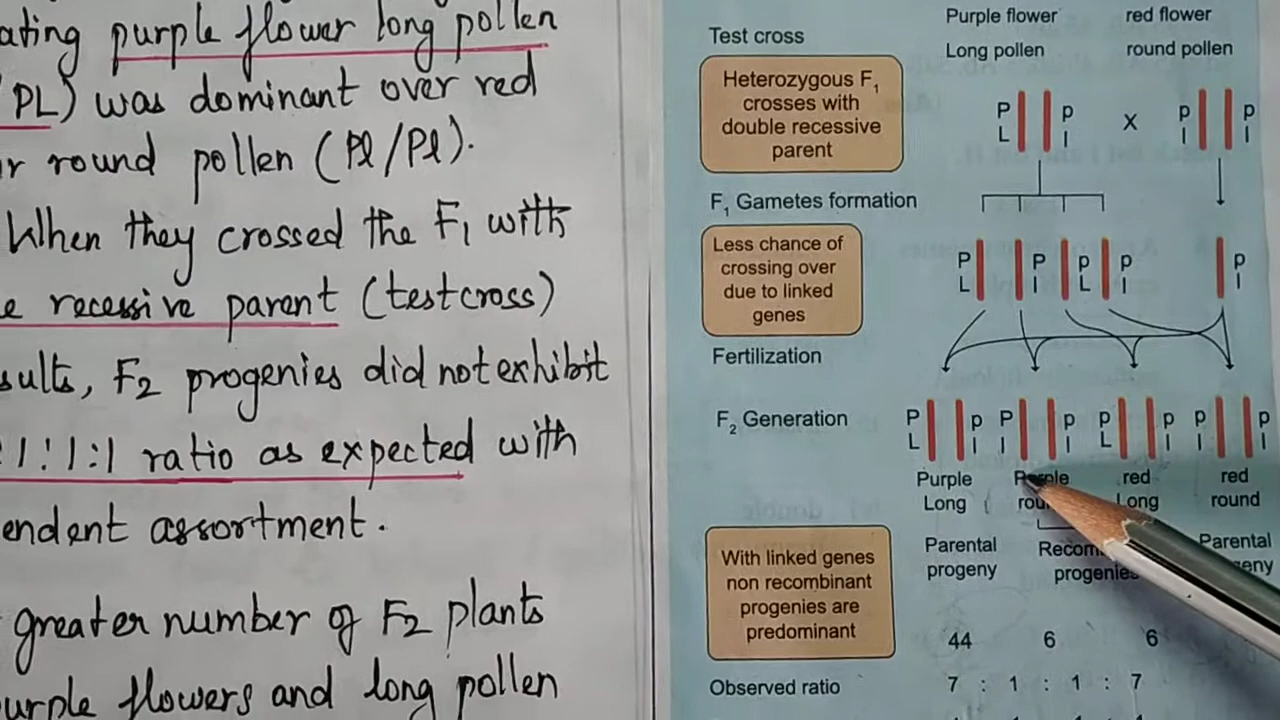 ating purple flower long pollen
PL) was dominant over red
r round pollen (Pl/Pl).
When they crossed the F₁ with
e recessive parent (testcross)
sults, F₂ progenies did not exhibit
:1:1:1 ratio as expected with
endent assortment.
greater number of F₂ plants
urple flowers and long pollen
Purple flower red flower
Test cross
Long pollen round pollen
Heterozygous F₁
crosses with
double recessive
parent
P p X p p
L l l l
F₁ Gametes formation
Less chance of
crossing over
due to linked
genes
P P p p p
L l L l l
Fertilization
F₂ Generation
P p P p p p p p
L l l l L l l l
Purple Purple red red
Long Long round
Parental Parental
progeny progenies
With linked genes
non recombinant
progenies are
predominant
44 6 6
Observed ratio 7 : 1 : 1 : 7